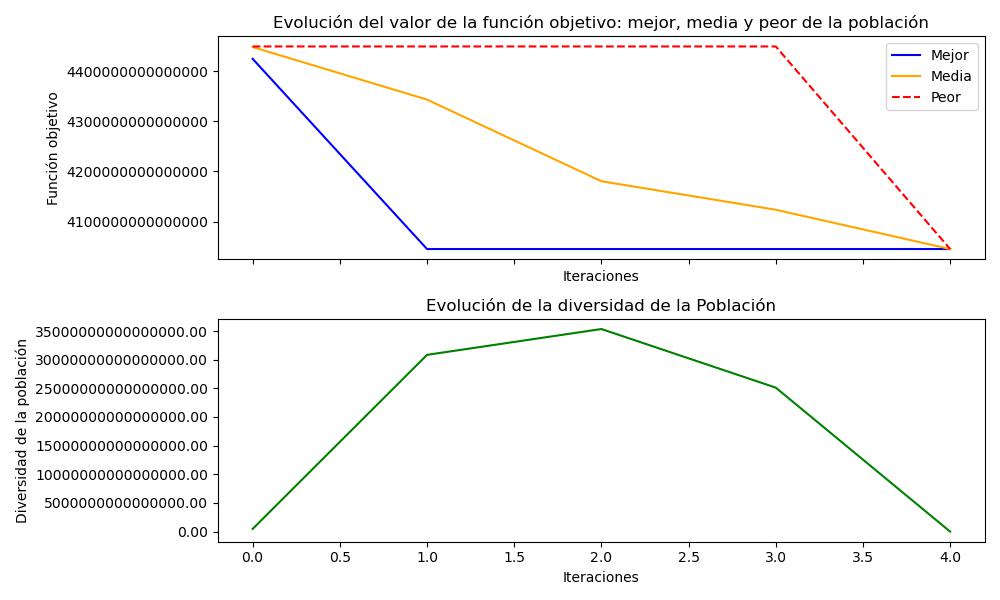 Evolución del valor de la función objetivo: mejor, media y peor de la población
Función objetivo
4400000000000000
4300000000000000
4200000000000000
4100000000000000
Mejor
Media
Peor
Iteraciones
Evolución de la diversidad de la Población
Diversidad de la población
35000000000000000.00
30000000000000000.00
25000000000000000.00
20000000000000000.00
15000000000000000.00
10000000000000000.00
5000000000000000.00
0.00
0.0 0.5 1.0 1.5 2.0 2.5 3.0 3.5 4.0
Iteraciones